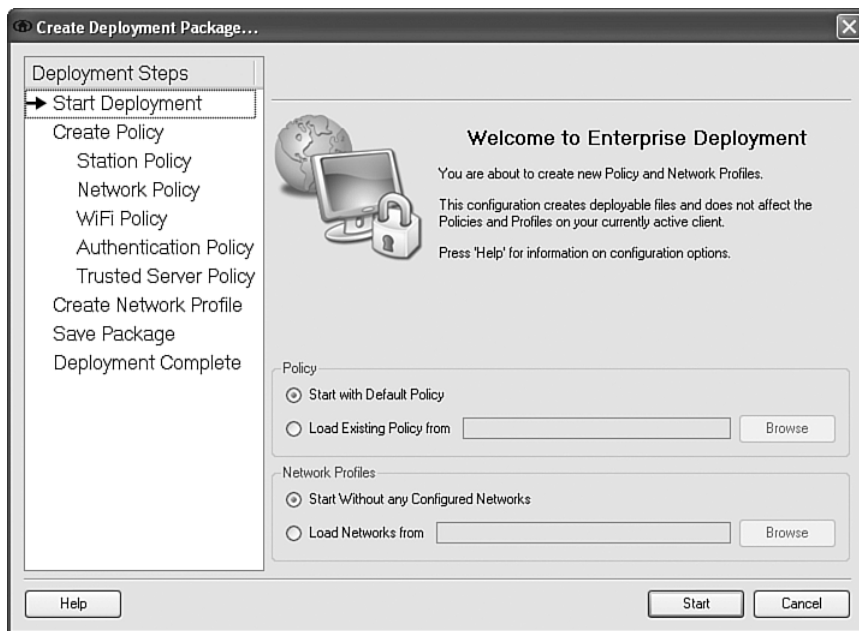 Create Deployment Package...
Deployment Steps
Start Deployment
Create Policy
Station Policy
Network Policy
WiFi Policy
Authentication Policy
Trusted Server Policy
Create Network Profile
Save Package
Deployment Complete
Welcome to Enterprise Deployment
You are about to create new Policy and Network Profiles.
This configuration creates deployable files and does not affect the
Policies and Profiles on your currently active client.
Press 'Help' for information on configuration options.
Policy
Start with Default Policy
Load Existing Policy from
Browse
Network Profiles
Start Without any Configured Networks
Load Networks from
Browse
Help
Start
Cancel